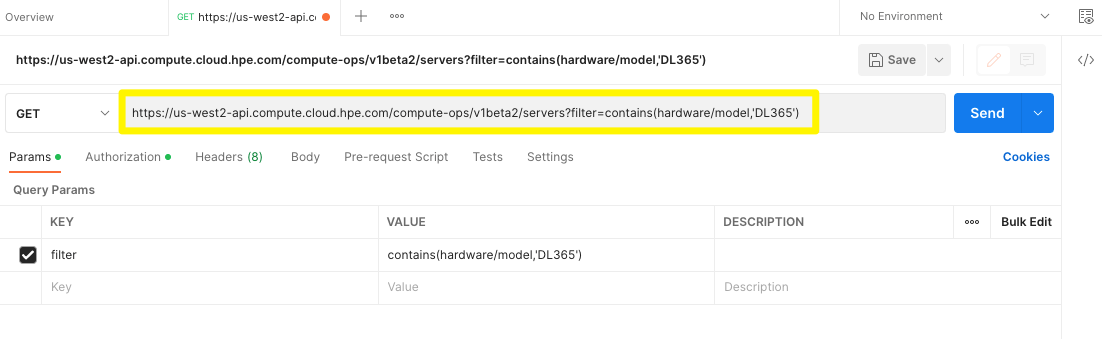 Overview
GET https://us-west2-api.cc
No Environment
https://us-west2-api.compute.cloud.hpe.com/compute-ops/v1beta2/servers?filter=contains(hardware/model,'DL365')
Save
GET https://us-west2-api.compute.cloud.hpe.com/compute-ops/v1beta2/servers?filter=contains(hardware/model,'DL365')
Send
Params Authorization Headers (8) Body Pre-request Script Tests Settings Cookies
Query Params
KEY VALUE DESCRIPTION Bulk Edit
filter contains(hardware/model,'DL365')
Key Value Description